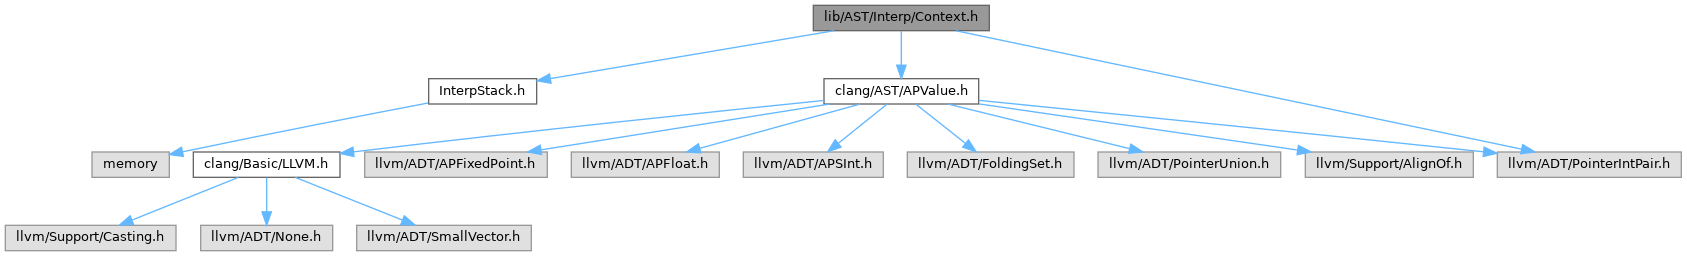 lib/AST/Interp/Context.h
InterpStack.h
clang/AST/APValue.h
memory
clang/Basic/LLVM.h
llvm/ADT/APFixedPoint.h
llvm/ADT/APFloat.h
llvm/ADT/APSInt.h
llvm/ADT/FoldingSet.h
llvm/ADT/PointerUnion.h
llvm/Support/AlignOf.h
llvm/ADT/PointerIntPair.h
llvm/Support/Casting.h
llvm/ADT/None.h
llvm/ADT/SmallVector.h